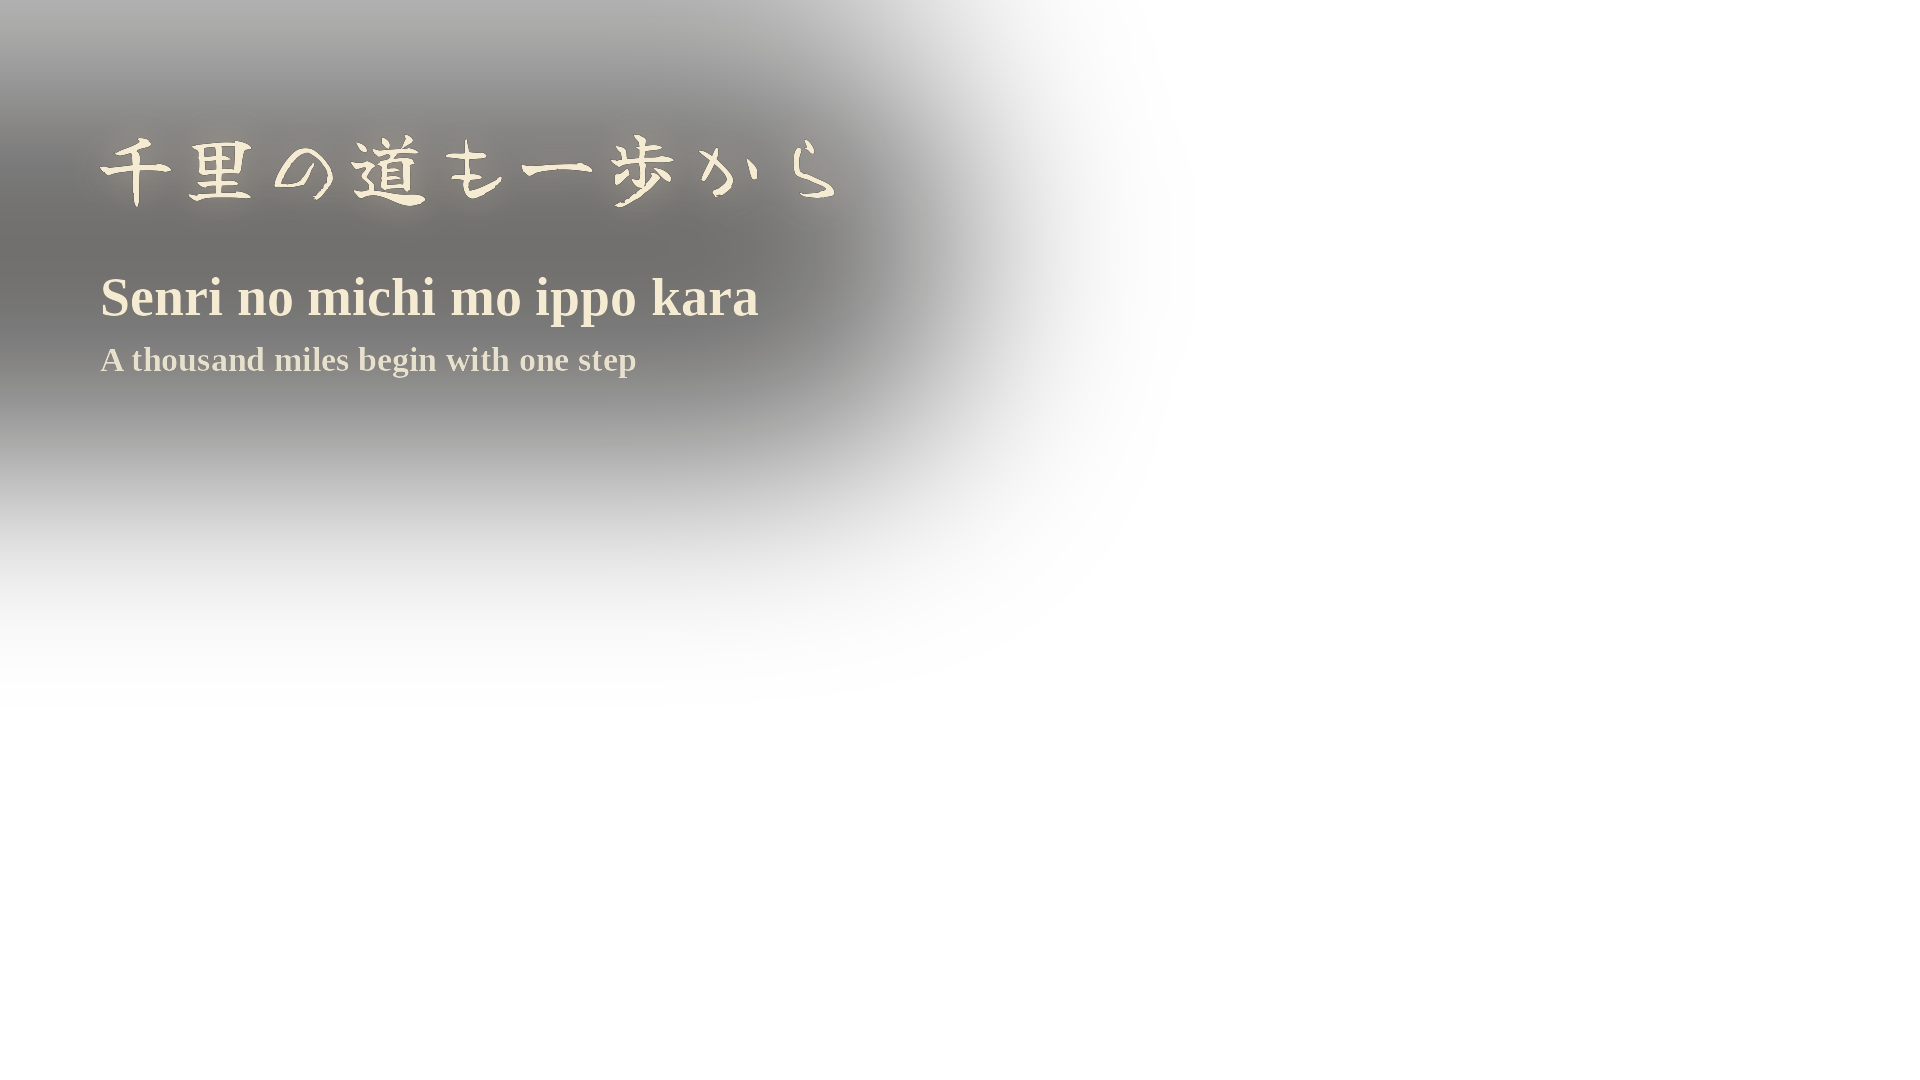 千里の道も一歩から
Senri no michi mo ippo kara
A thousand miles begin with one step